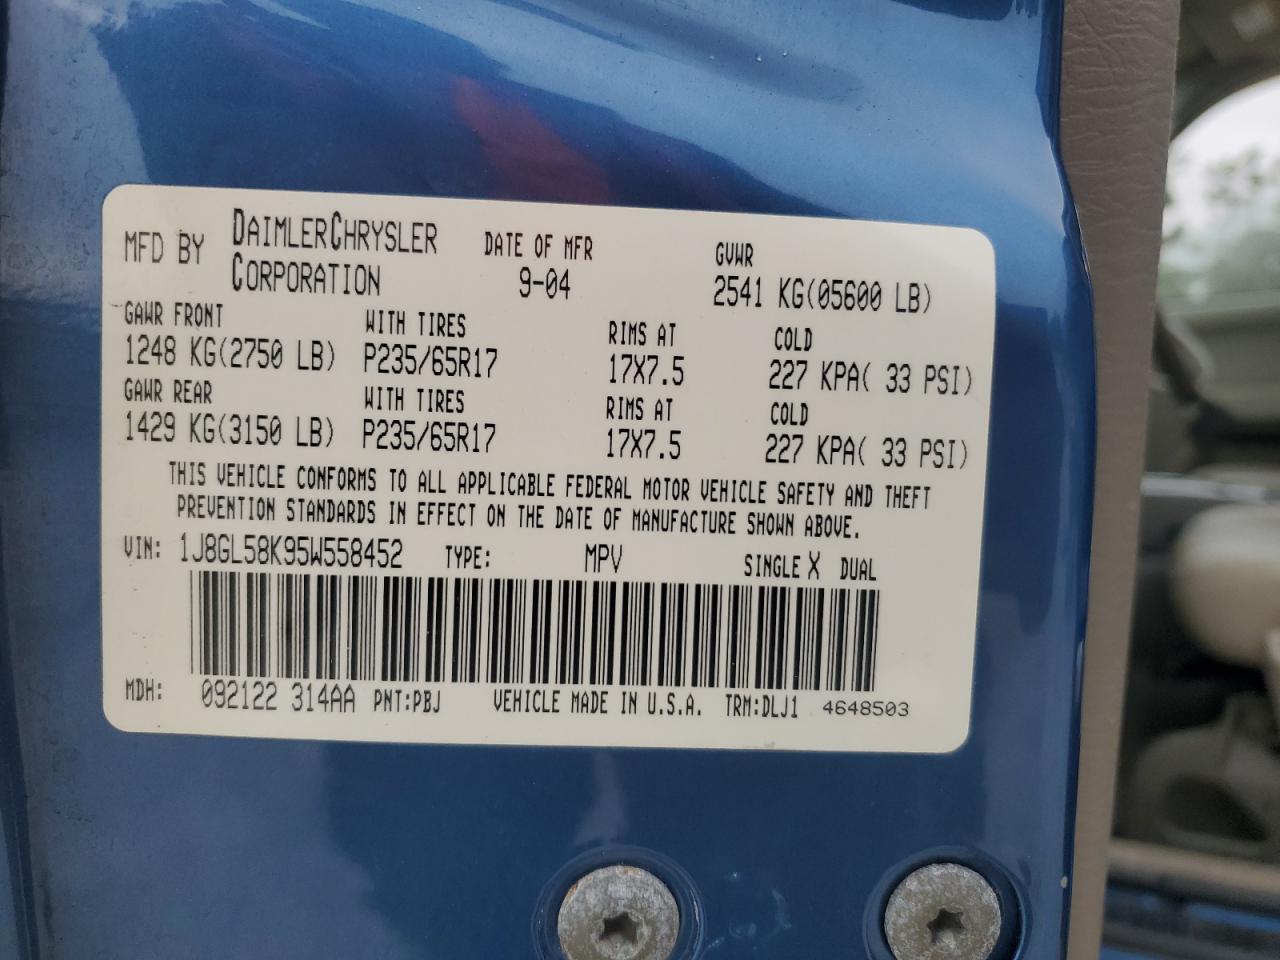 MFD BY DAIMLERCHRYSLER CORPORATION DATE OF MFR 9-04 GVWR 2541 KG(05600 LB)
GAWR FRONT WITH TIRES RIMS AT COLD
1248 KG(2750 LB) P235/65R17 17X7.5 227 KPA( 33 PSI)
GAWR REAR WITH TIRES RIMS AT COLD
1429 KG(3150 LB) P235/65R17 17X7.5 227 KPA( 33 PSI)
THIS VEHICLE CONFORMS TO ALL APPLICABLE FEDERAL MOTOR VEHICLE SAFETY AND THEFT
PREVENTION STANDARDS IN EFFECT ON THE DATE OF MANUFACTURE SHOWN ABOVE.
VIN: 1J8GL58K95W558452 TYPE: MPV SINGLE X DUAL
MDH: 092122 314AA PNT:PBJ VEHICLE MADE IN U.S.A. TRM:DLJ1 4648503